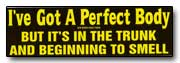 I've Got A Perfect Body
BUT IT'S IN THE TRUNK
AND BEGINNING TO SMELL